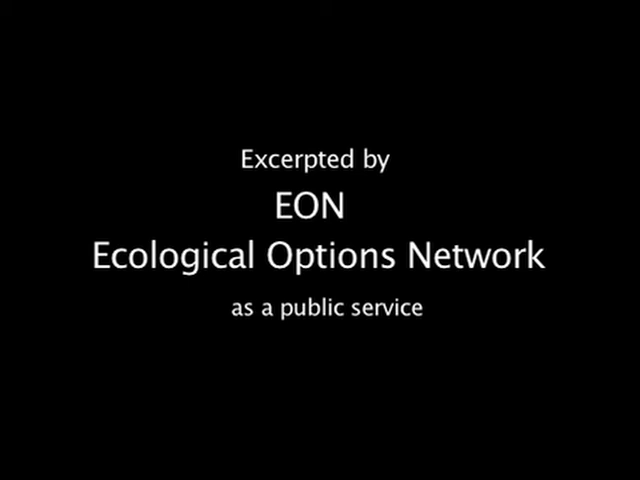 Excerpted by
EON
Ecological Options Network
as a public service